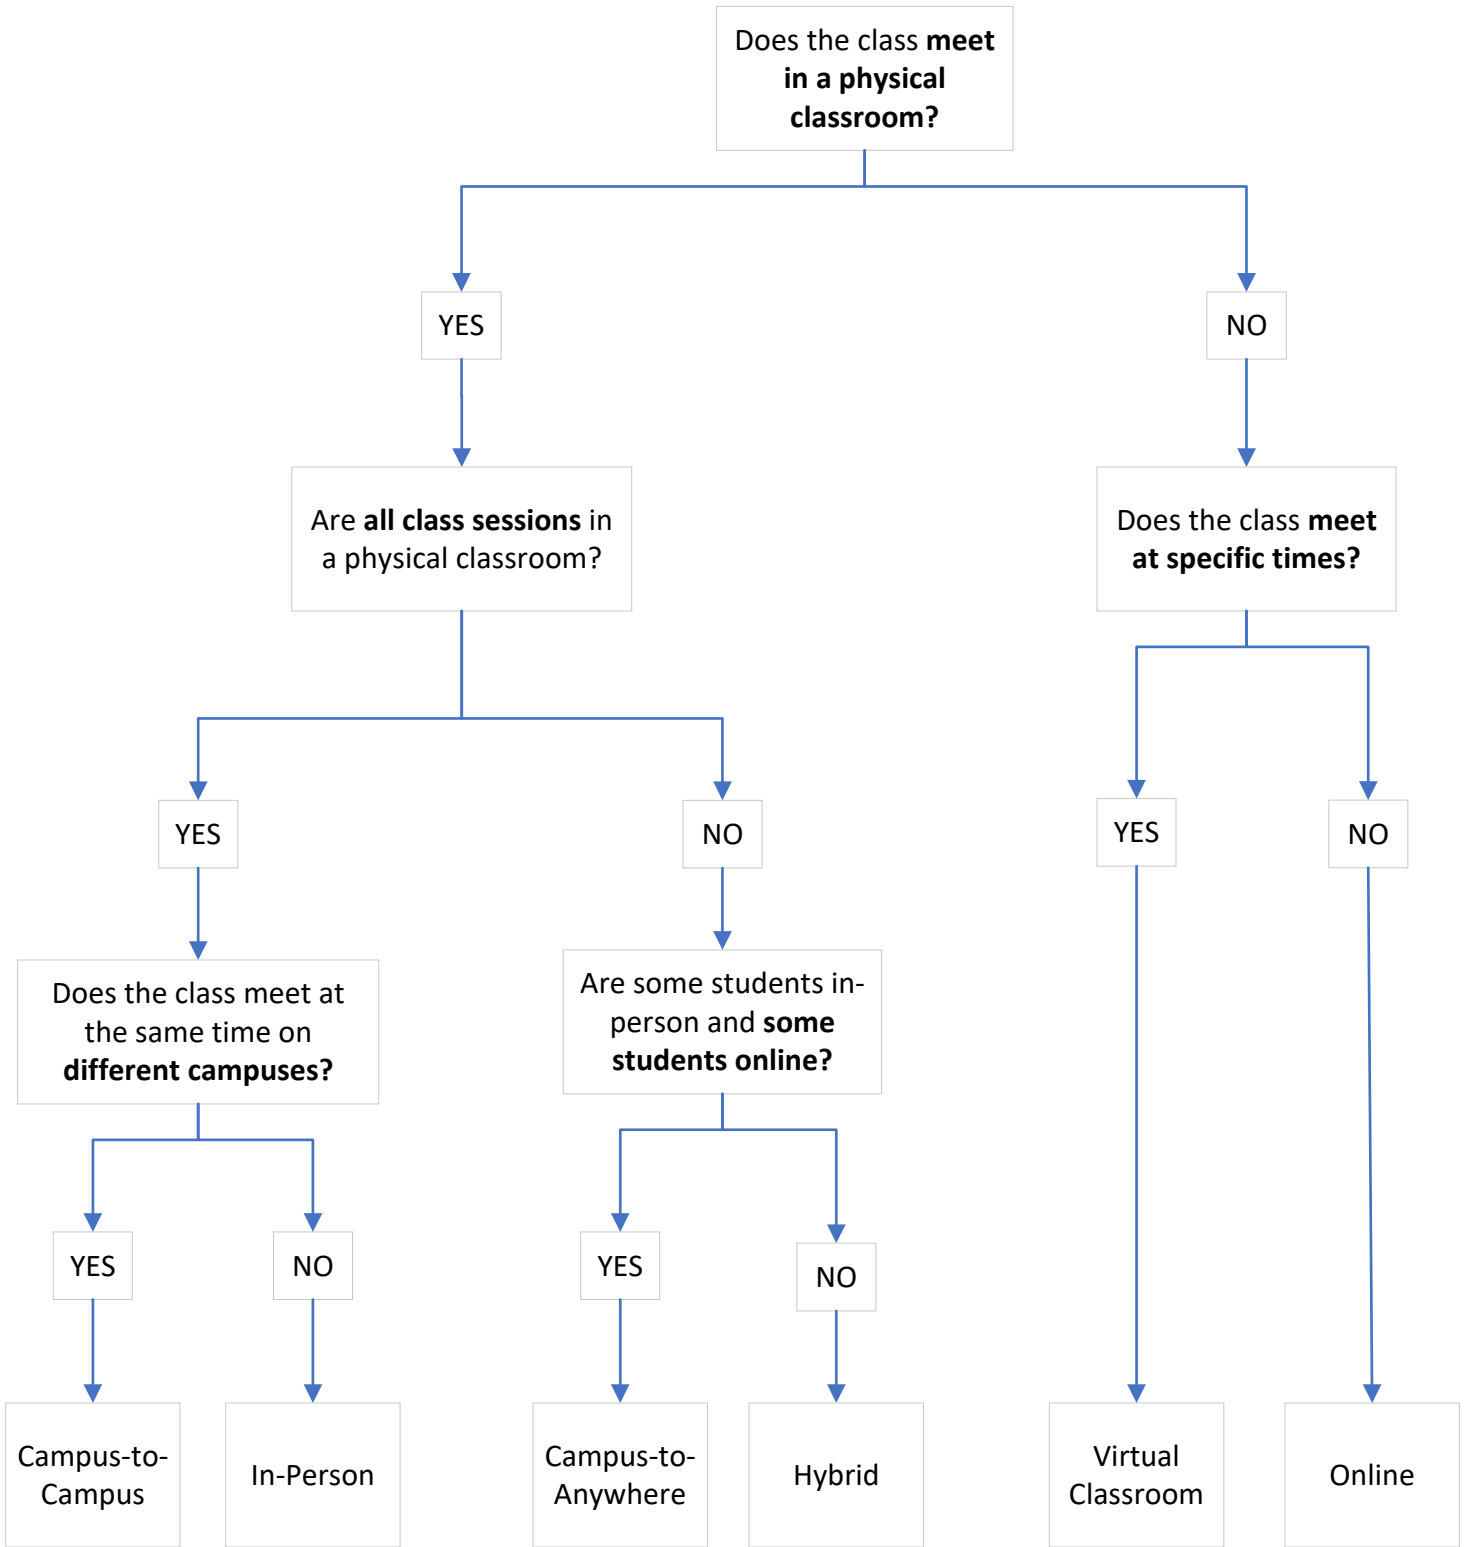 Does the class meet
in a physical
classroom?
YES
NO
Are all class sessions in
a physical classroom?
Does the class meet
at specific times?
YES
NO
YES
NO
Does the class meet at
the same time on
different campuses?
Are some students in-
person and some
students online?
YES
NO
YES
NO
Campus-to-
Campus
In-Person
Campus-to-
Anywhere
Hybrid
Virtual
Classroom
Online